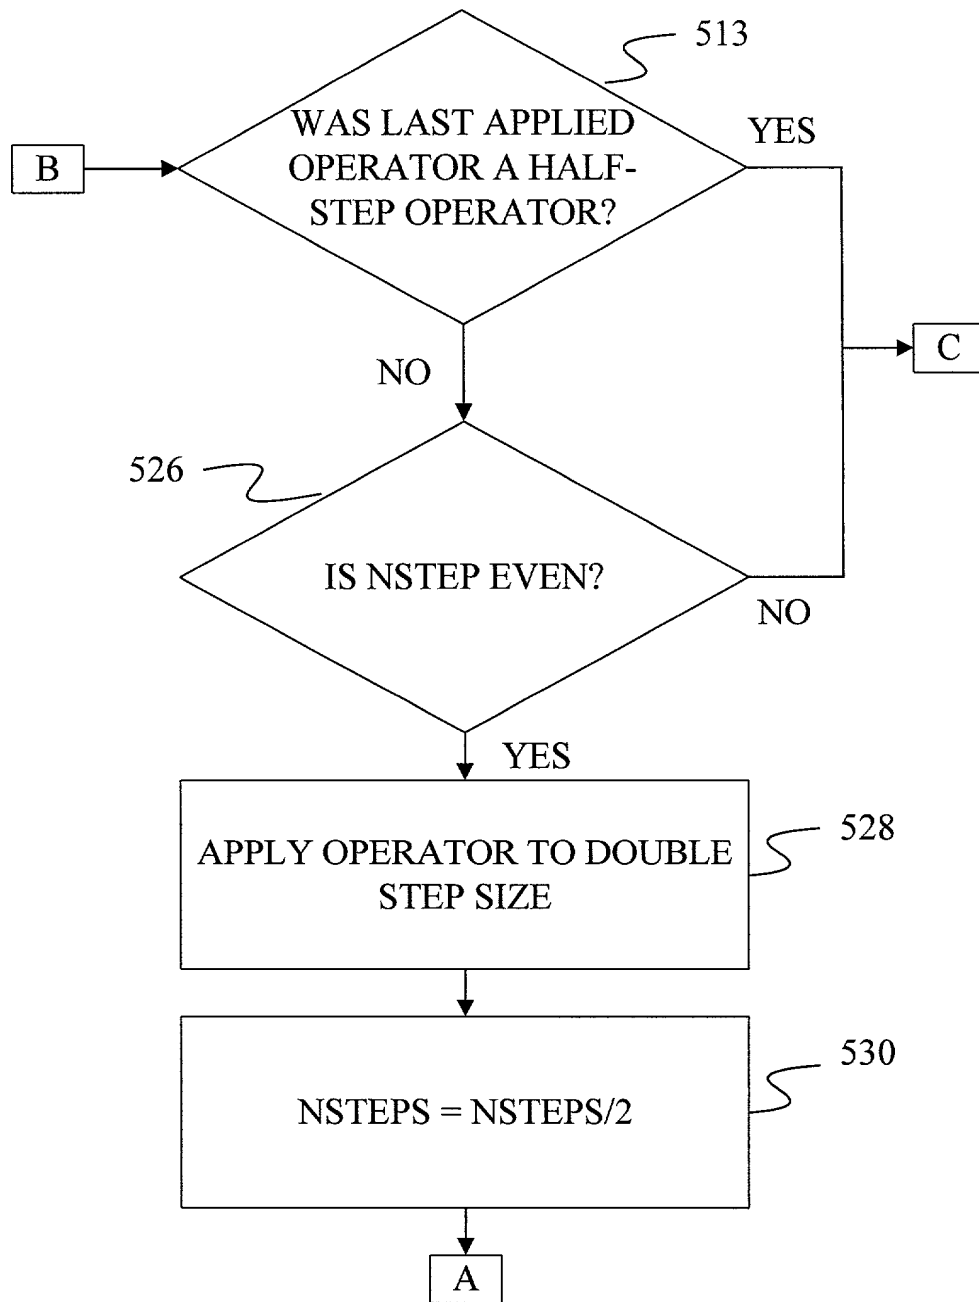 513
WAS LAST APPLIED
OPERATOR A HALF-
STEP OPERATOR?
YES
B
C
NO
526
IS NSTEP EVEN?
NO
YES
528
APPLY OPERATOR TO DOUBLE
STEP SIZE
530
NSTEPS = NSTEPS/2
A